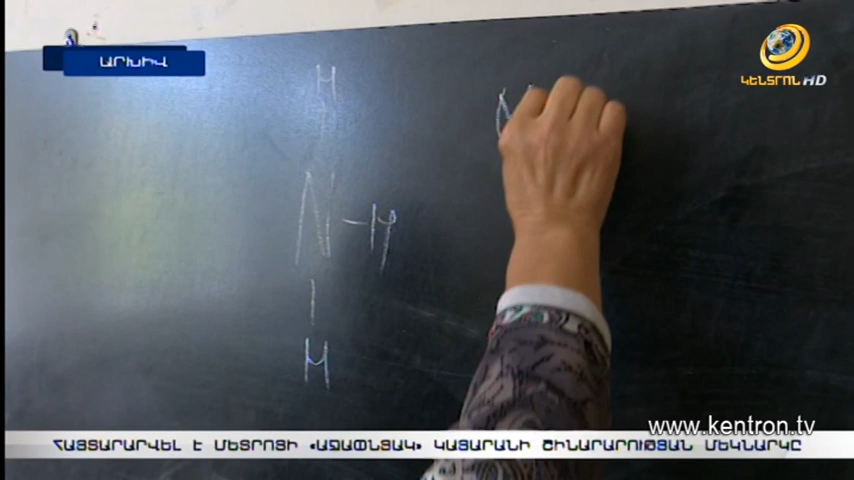 ԱՐԽԻՎ
ԿԵՆՏՐՈՆ HD
H
N-H
H
N
www.kentron.tv
ՀԱՅՏԱՐԱՐՎԵԼ Է ՄԵՏՐՈՅԻ «ԱՋԱՓՆՅԱԿ» ԿԱՅԱՐԱՆԻ ՇԻՆԱՐԱՐՈՒԹՅԱՆ ՄԵԿՆԱՐԿԸ